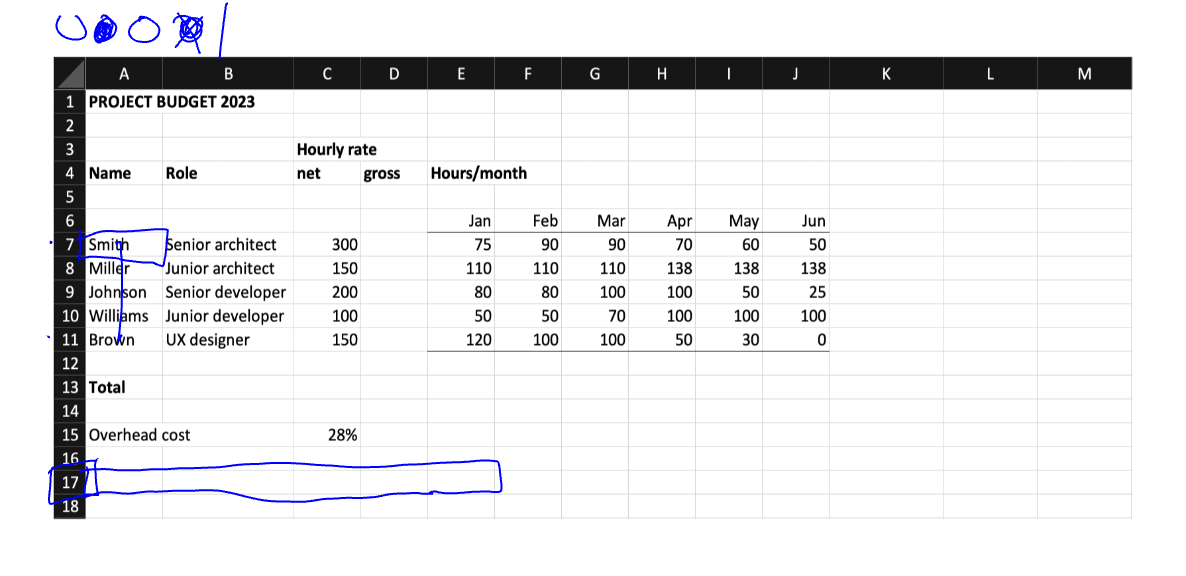 A B C D E F G H I J K L M
1 PROJECT BUDGET 2023
2
3 Hourly rate
4 Name Role net gross Hours/month
5
6 Jan Feb Mar Apr May Jun
7 Smith Senior architect 300 75 90 90 70 60 50
8 Miller Junior architect 150 110 110 110 138 138 138
9 Johnson Senior developer 200 80 80 100 100 50 25
10 Williams Junior developer 100 50 50 70 100 100 100
11 Brown UX designer 150 120 100 100 50 30 0
12
13 Total
14
15 Overhead cost 28%
16
17
18